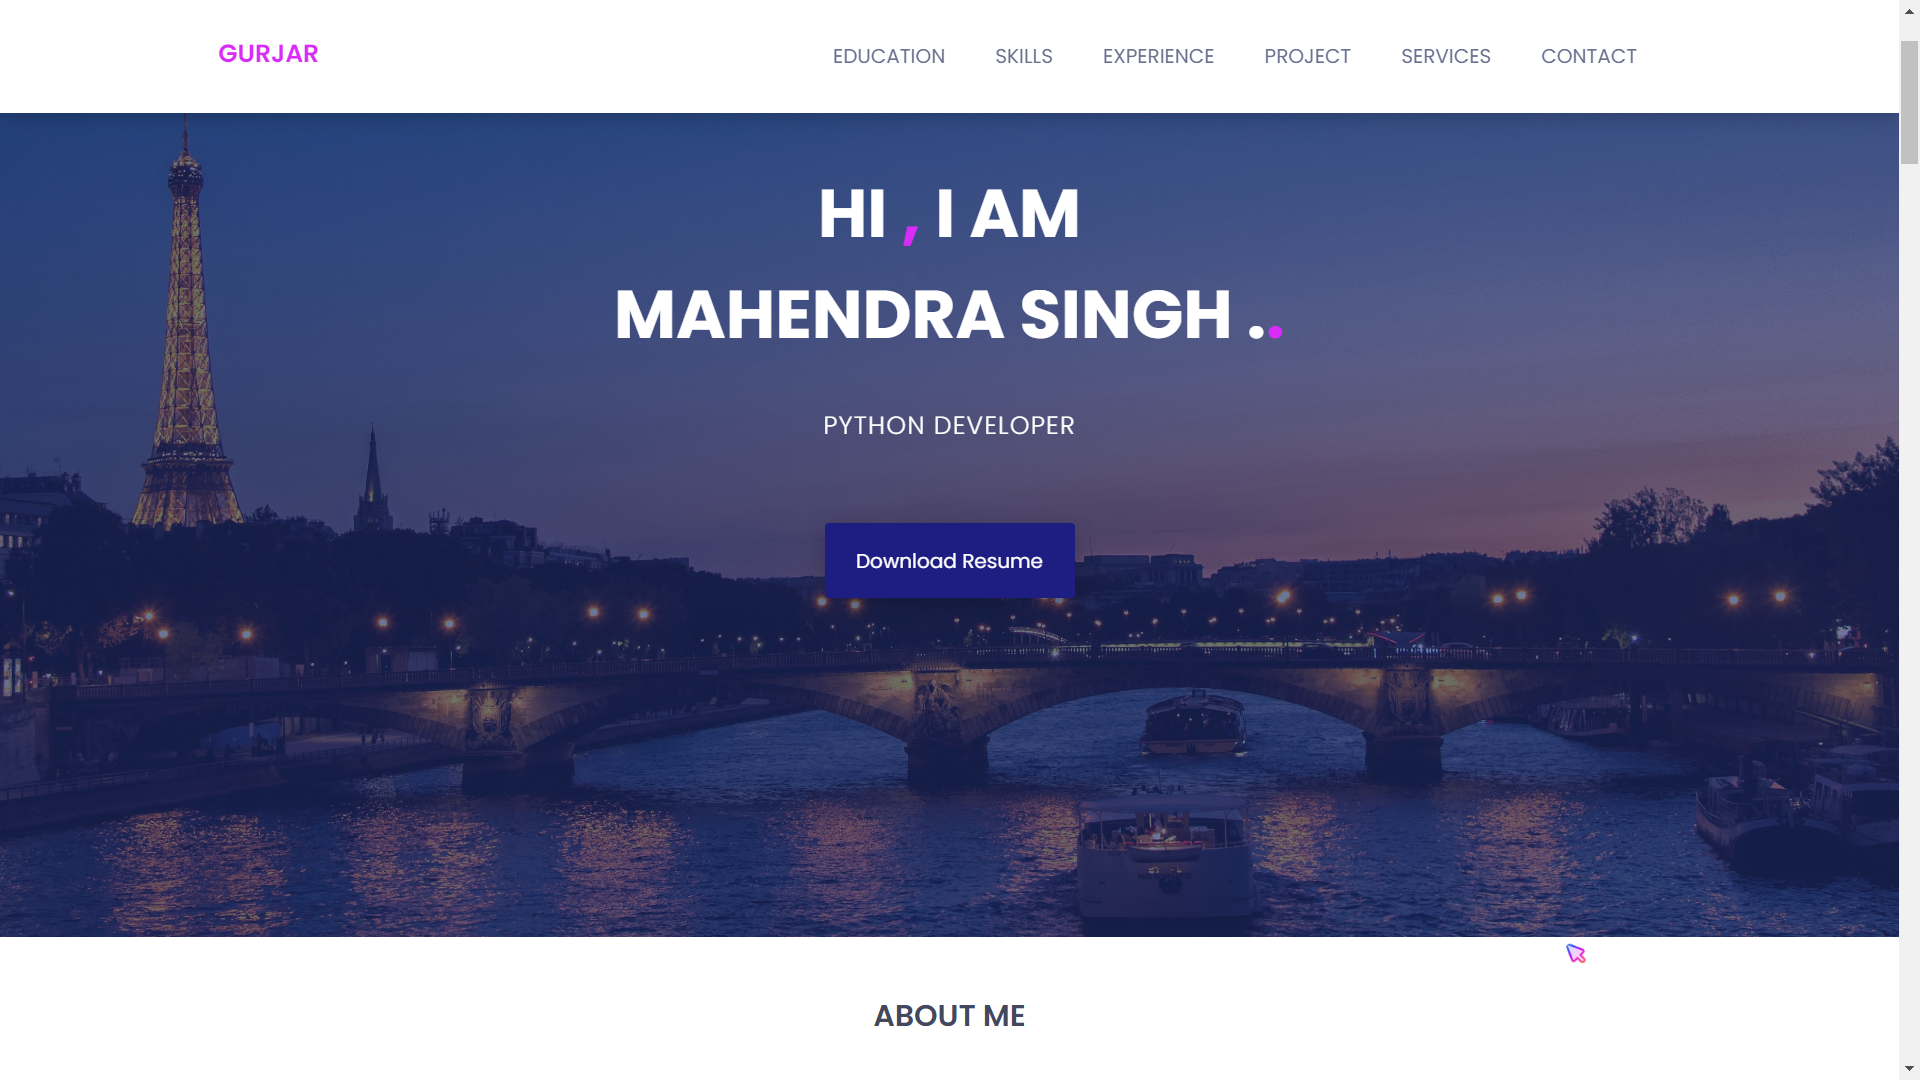 GURJAR
EDUCATION SKILLS EXPERIENCE PROJECT SERVICES CONTACT
HI , I AM
MAHENDRA SINGH ..
PYTHON DEVELOPER
Download Resume
ABOUT ME